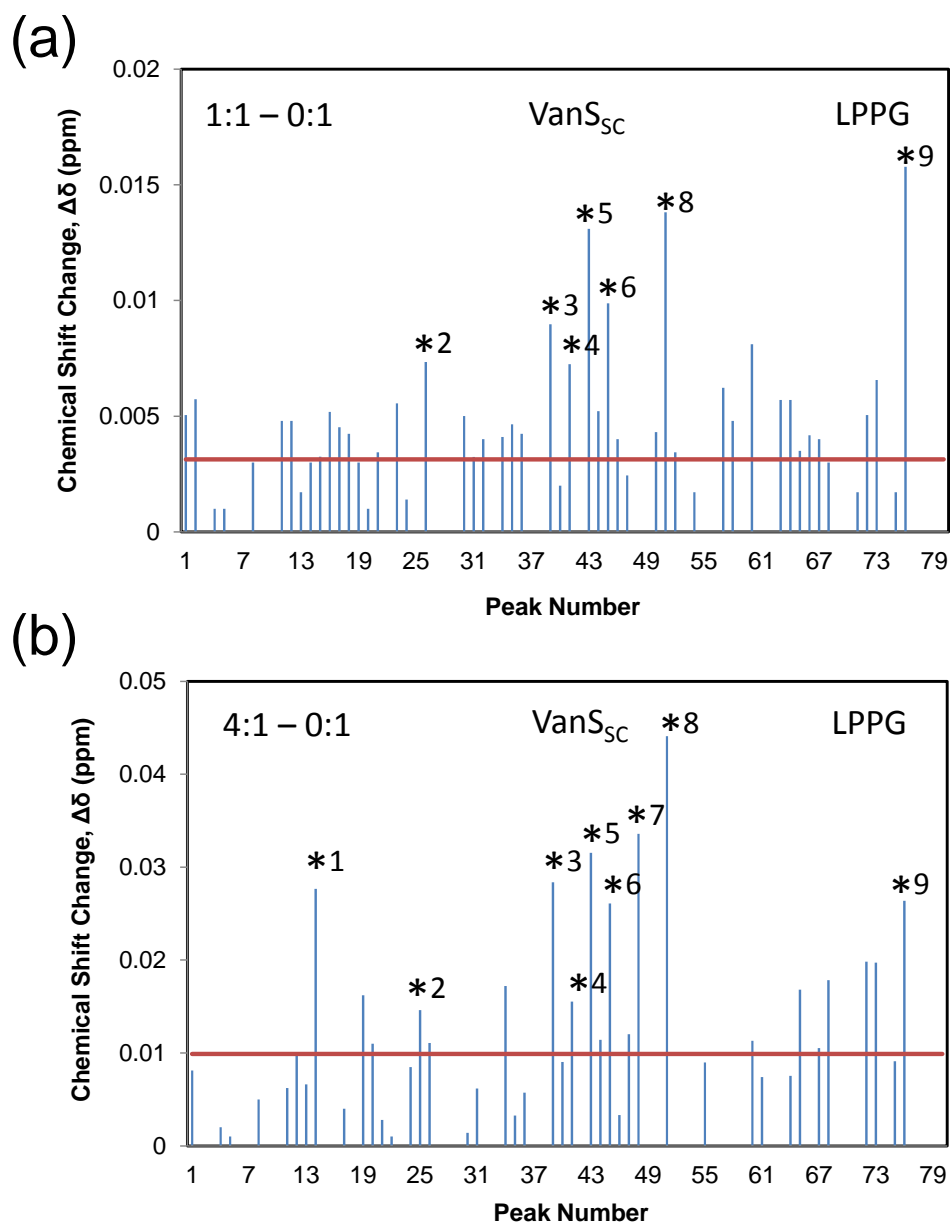 (a)
0.02
0.015
0.01
0.005
0
Chemical Shift Change, Δδ (ppm)
1:1 – 0:1
VanS_SC
LPPG
*2
*3
*4
*5
*6
*8
*9
1 7 13 19 25 31 37 43 49 55 61 67 73 79
Peak Number
(b)
0.05
0.04
0.03
0.02
0.01
0
Chemical Shift Change, Δδ (ppm)
4:1 – 0:1
VanS_SC
LPPG
*1
*2
*3
*4
*5
*6
*7
*8
*9
1 7 13 19 25 31 37 43 49 55 61 67 73 79
Peak Number